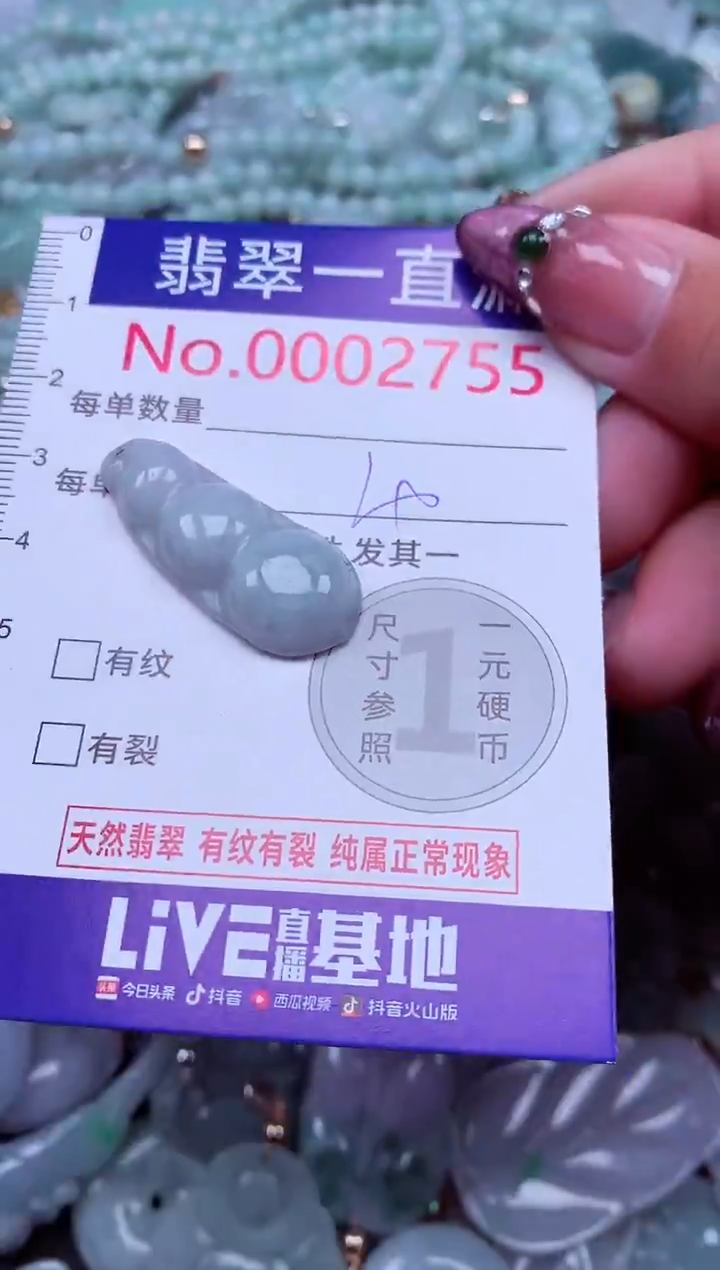 0
翡翠一直
1
No.0002755
2
每单数量
3
每单
4
发其一
5
尺寸参照
1
一元硬币
有纹
有裂
天然翡翠 有纹有裂 纯属正常现象
LiVE直播基地
头条 今日头条 抖音 西瓜视频 抖音火山版